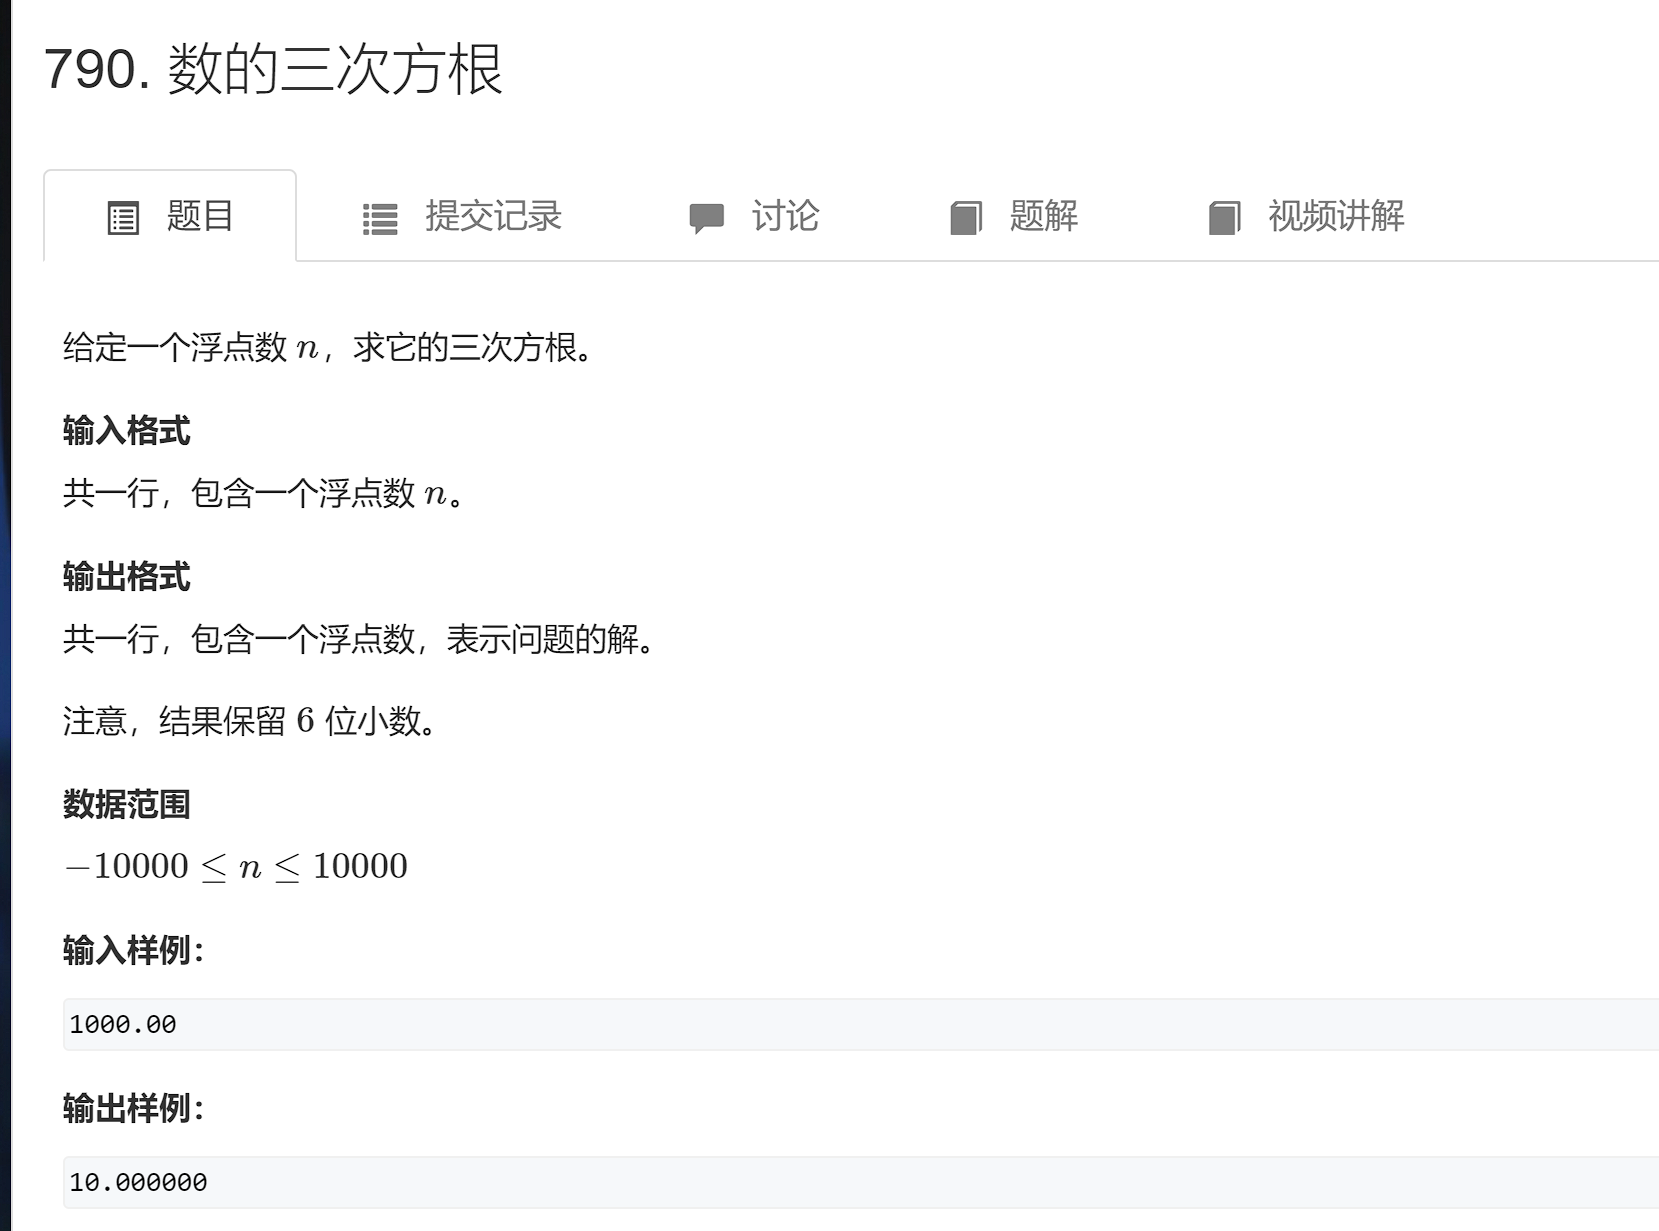 790. 数的三次方根
题目 提交记录 讨论 题解 视频讲解
给定一个浮点数 n，求它的三次方根。
输入格式
共一行，包含一个浮点数 n。
输出格式
共一行，包含一个浮点数，表示问题的解。
注意，结果保留 6 位小数。
数据范围
−10000 ≤ n ≤ 10000
输入样例：
1000.00
输出样例：
10.000000